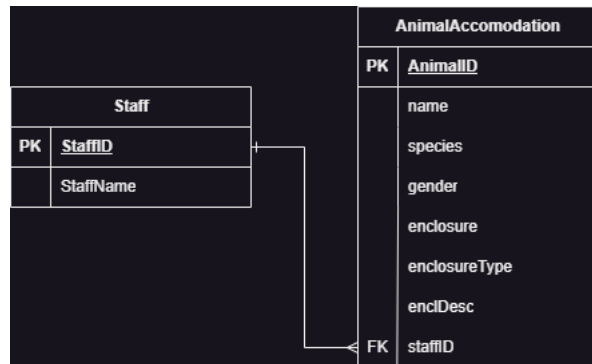 AnimalAccomodation
PK AnimalID
name
species
gender
enclosure
enclosureType
enclDesc
FK staffID
Staff
PK StaffID
StaffName